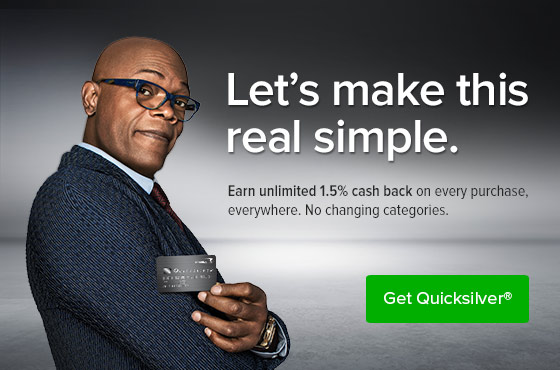 Let’s make this
real simple.
Earn unlimited 1.5% cash back on every purchase,
everywhere. No changing categories.
Get Quicksilver®